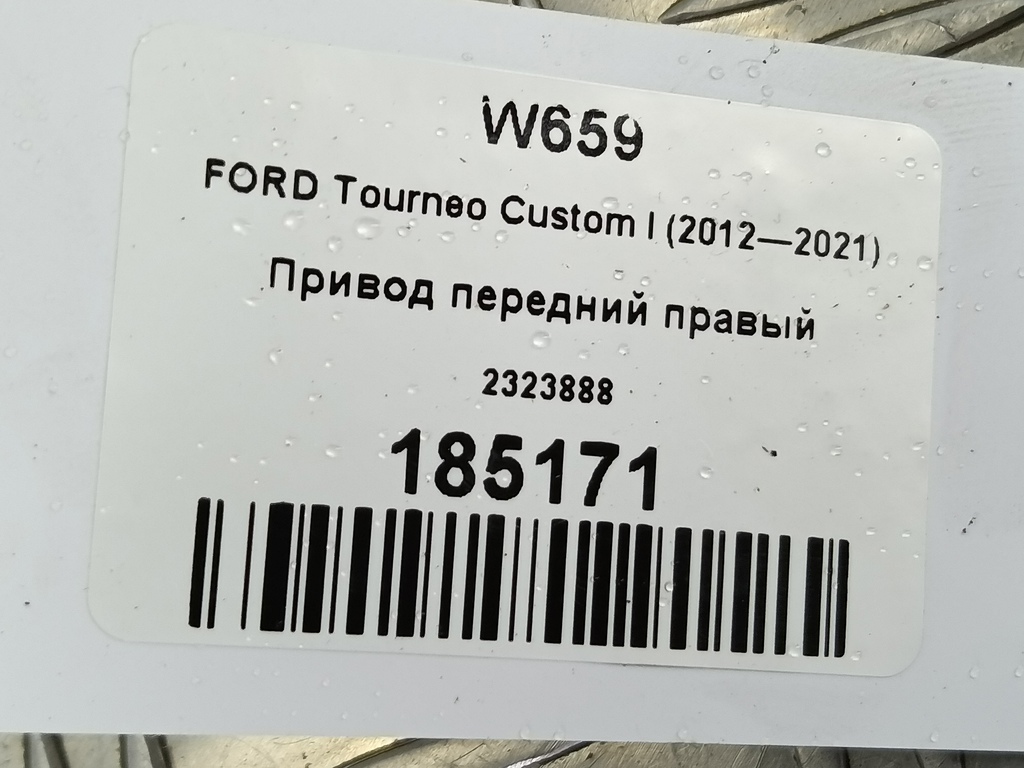 W659
FORD Tourneo Custom I (2012—2021)
Привод передний правый
2323888
185171